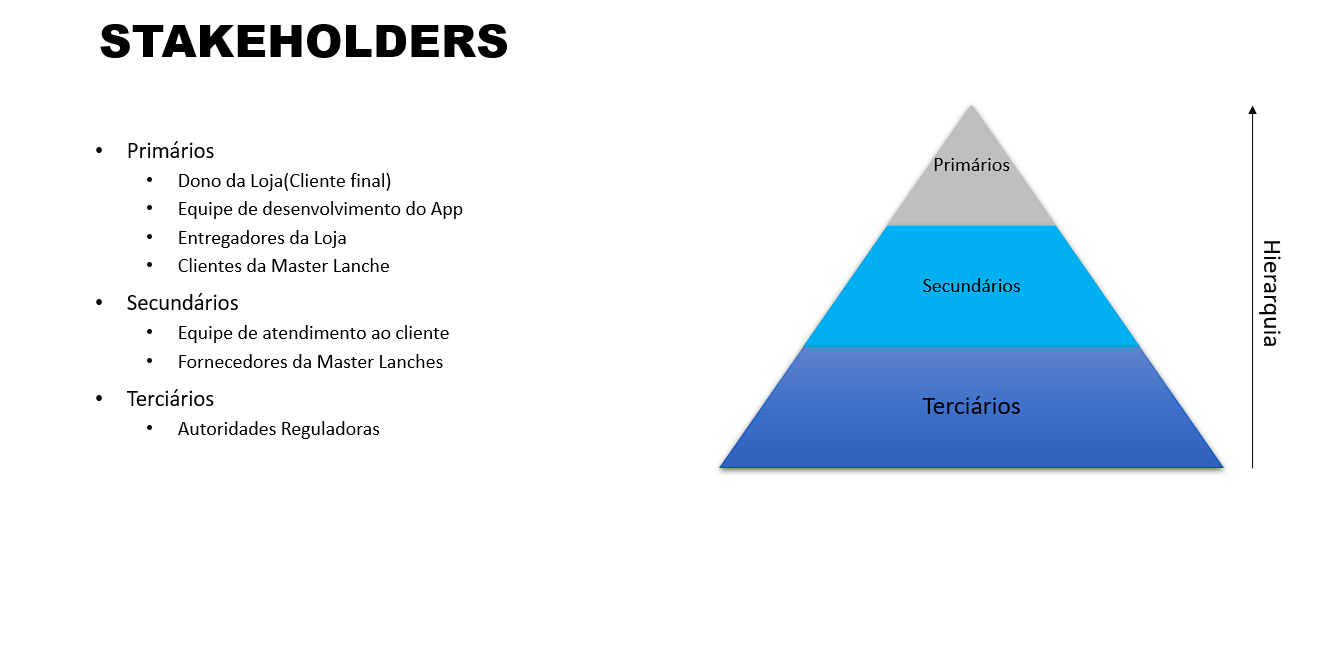 STAKEHOLDERS
• Primários
• Dono da Loja(Cliente final)
• Equipe de desenvolvimento do App
• Entregadores da Loja
• Clientes da Master Lanche
• Secundários
• Equipe de atendimento ao cliente
• Fornecedores da Master Lanches
• Terciários
• Autoridades Reguladoras
Primários
Secundários
Terciários
Hierarquia